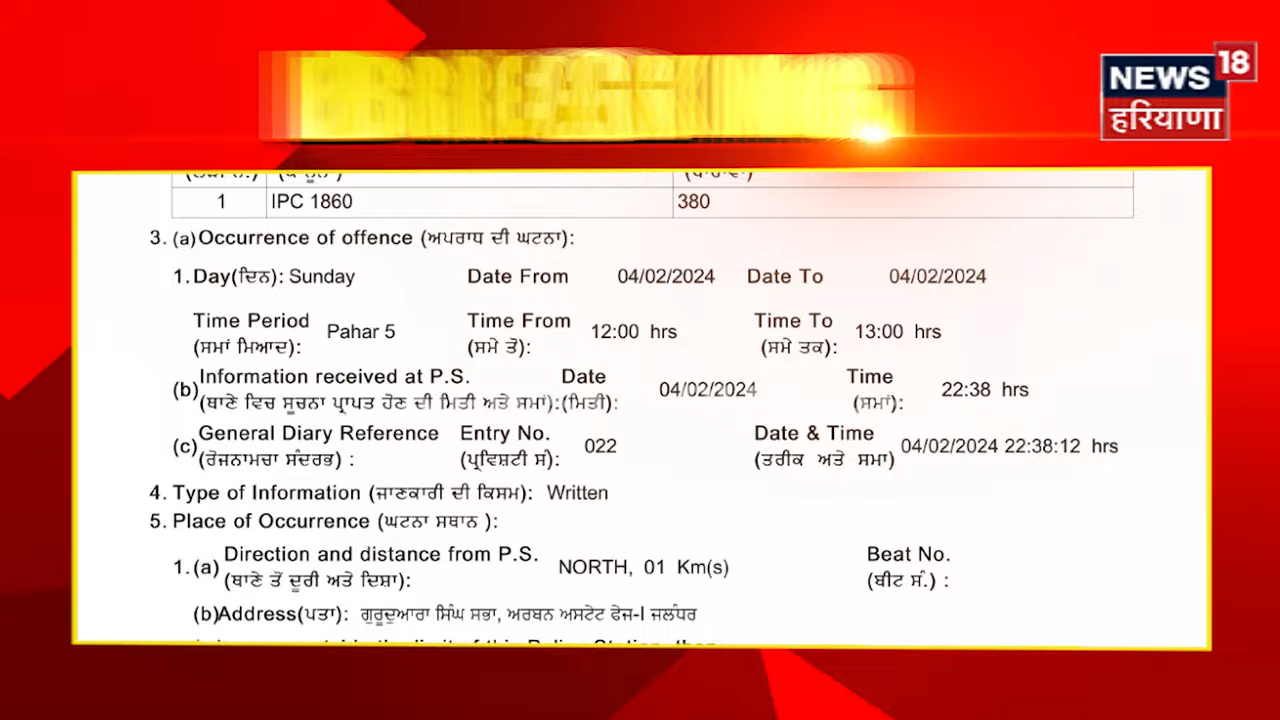 NEWS 18
हरियाणा
1 IPC 1860 380
3. (a) Occurrence of offence (ਅਪਰਾਧ ਦੀ ਘਟਨਾ):
1. Day(ਦਿਨ): Sunday Date From 04/02/2024 Date To 04/02/2024
Time Period Pahar 5 Time From 12:00 hrs Time To 13:00 hrs
(ਸਮਾਂ ਮਿਆਦ): (ਸਮੇ ਤੋ): (ਸਮੇ ਤਕ):
(b) Information received at P.S. Date 04/02/2024 Time 22:38 hrs
(ਥਾਣੇ ਵਿਚ ਸੂਚਨਾ ਪ੍ਰਾਪਤ ਹੋਣ ਦੀ ਮਿਤੀ ਅਤੇ ਸਮਾਂ):(ਮਿਤੀ): (ਸਮਾਂ):
(c) General Diary Reference Entry No. 022 Date & Time 04/02/2024 22:38:12 hrs
(ਰੋਜਨਾਮਚਾ ਸੰਦਰਭ) : (ਪ੍ਰਵਿਸ਼ਟੀ ਸੰ): (ਤਰੀਕ ਅਤੇ ਸਮਾ)
4. Type of Information (ਜਾਣਕਾਰੀ ਦੀ ਕਿਸਮ): Written
5. Place of Occurrence (ਘਟਨਾ ਸਥਾਨ ):
1. (a) Direction and distance from P.S. NORTH, 01 Km(s) Beat No.
(ਥਾਣੇ ਤੋਂ ਦੂਰੀ ਅਤੇ ਦਿਸ਼ਾ): (ਬੀਟ ਸੰ.) :
(b)Address(ਪਤਾ): ਗੁਰੂਦੁਆਰਾ ਸਿੰਘ ਸਭਾ, ਅਰਬਨ ਅਸਟੇਟ ਫੇਜ-I ਜਲੰਧਰ